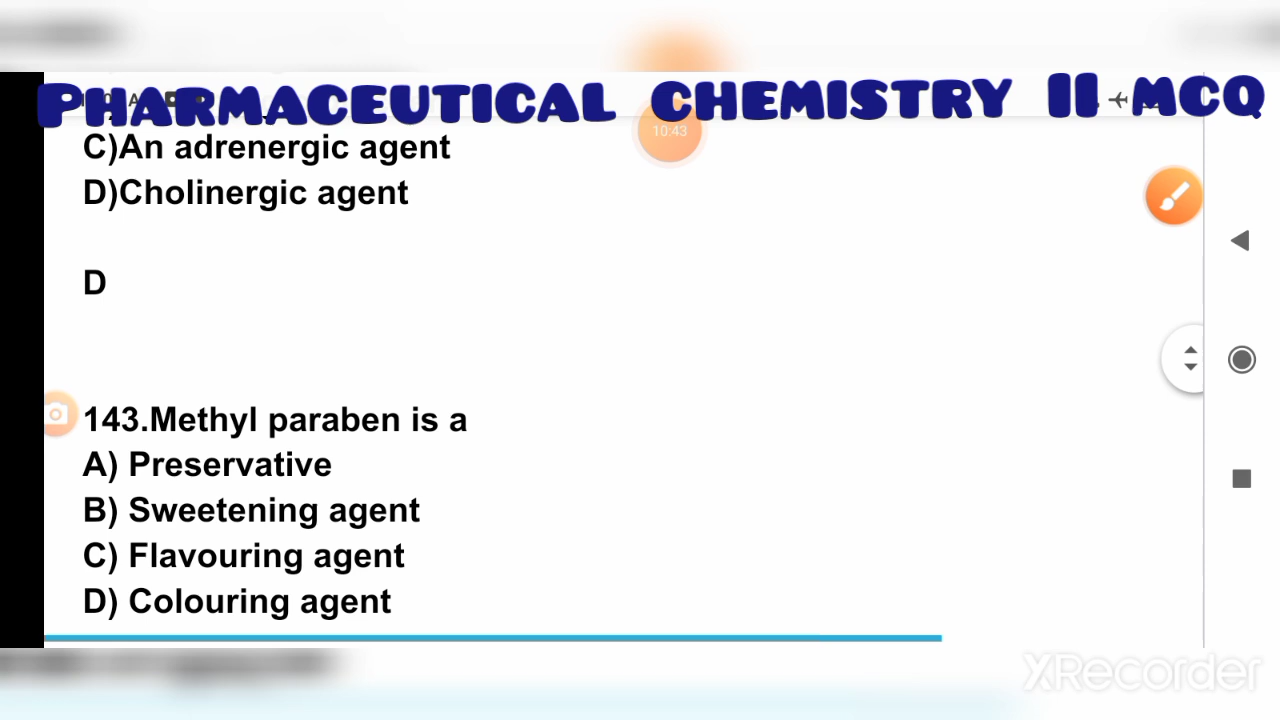 PHARMACEUTICAL CHEMISTRY II MCQ
10:43
C)An adrenergic agent
D)Cholinergic agent
D
143.Methyl paraben is a
A) Preservative
B) Sweetening agent
C) Flavouring agent
D) Colouring agent
XRecorder